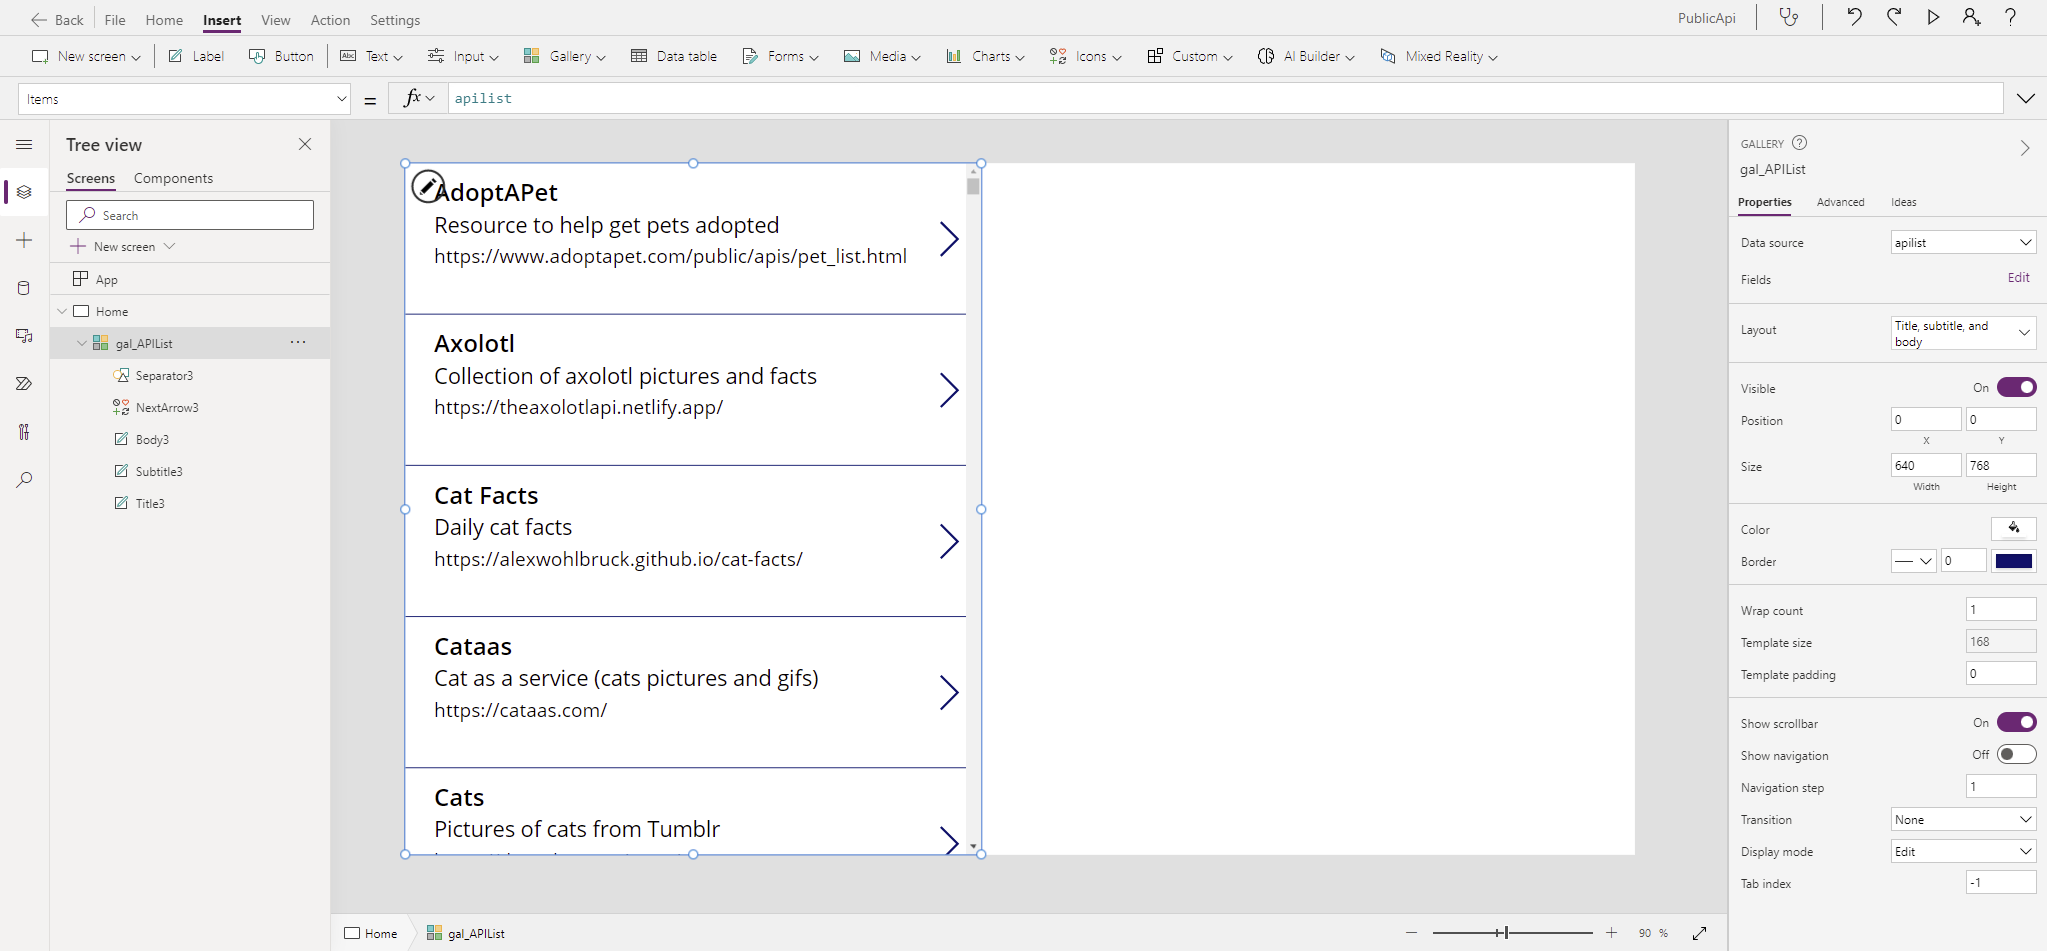 Back File Home Insert View Action Settings PublicApi
New screen Label Button Abc Text Input Gallery Data table Forms Media Charts Icons Custom AI Builder Mixed Reality
Items = fx apilist
Tree view
Screens Components
Search
New screen
App
Home
gal_APIList ...
Separator3
NextArrow3
Body3
Subtitle3
Title3
AdoptAPet
Resource to help get pets adopted
https://www.adoptapet.com/public/apis/pet_list.html
Axolotl
Collection of axolotl pictures and facts
https://theaxolotlapi.netlify.app/
Cat Facts
Daily cat facts
https://alexwohlbruck.github.io/cat-facts/
Cataas
Cat as a service (cats pictures and gifs)
https://cataas.com/
Cats
Pictures of cats from Tumblr
Home gal_APIList 90 %
GALLERY ?
gal_APIList
Properties Advanced Ideas
Data source apilist
Fields Edit
Layout Title, subtitle, and
body
Visible On
Position 0 0
X Y
Size 640 768
Width Height
Color
Border 0
Wrap count 1
Template size 168
Template padding 0
Show scrollbar On
Show navigation Off
Navigation step 1
Transition None
Display mode Edit
Tab index -1